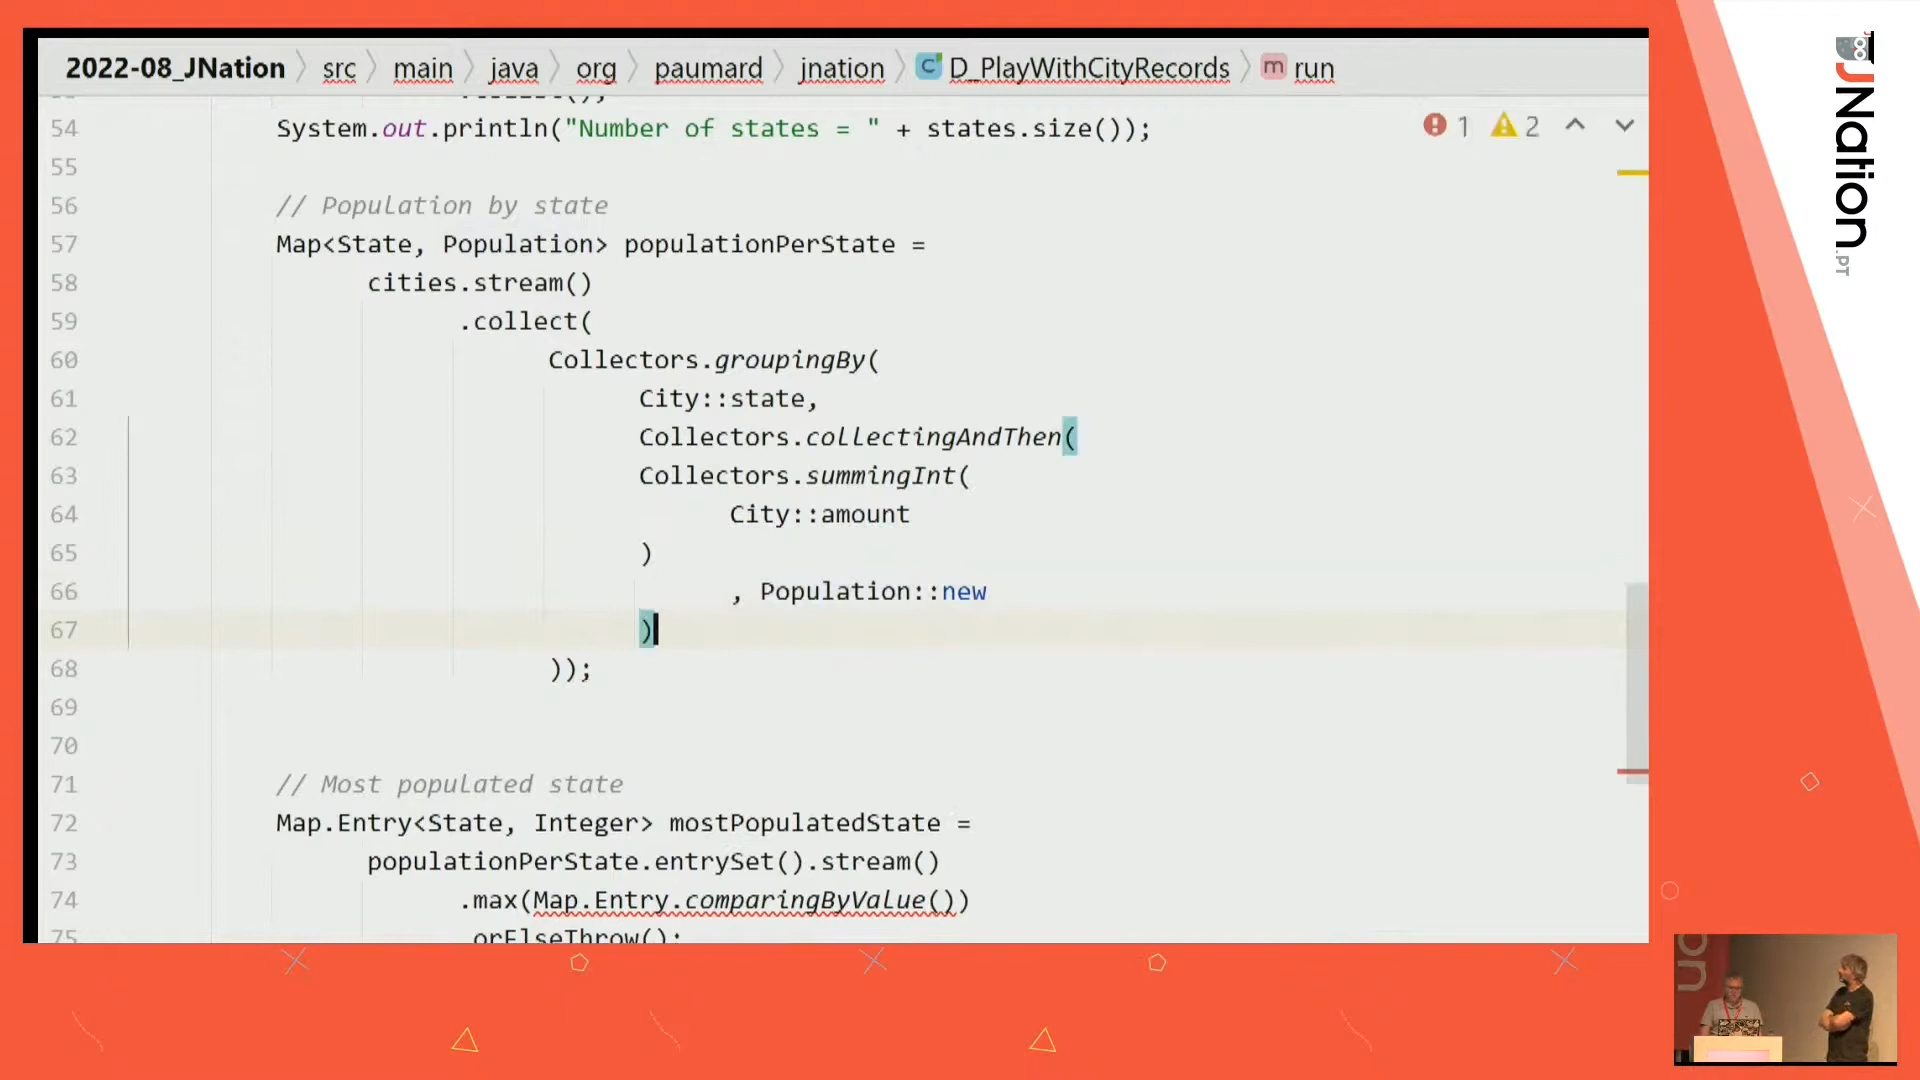 2022-08_JNation src main java org paumard jnation C D_PlayWithCityRecords m run
54 System.out.println("Number of states = " + states.size()); 1 2
55
56 // Population by state
57 Map<State, Population> populationPerState =
58 cities.stream()
59 .collect(
60 Collectors.groupingBy(
61 City::state,
62 Collectors.collectingAndThen(
63 Collectors.summingInt(
64 City::amount
65 )
66 , Population::new
67 )
68 ));
69
70
71 // Most populated state
72 Map.Entry<State, Integer> mostPopulatedState =
73 populationPerState.entrySet().stream()
74 .max(Map.Entry.comparingByValue())
75 orElseThrow();
JNation.PT
on